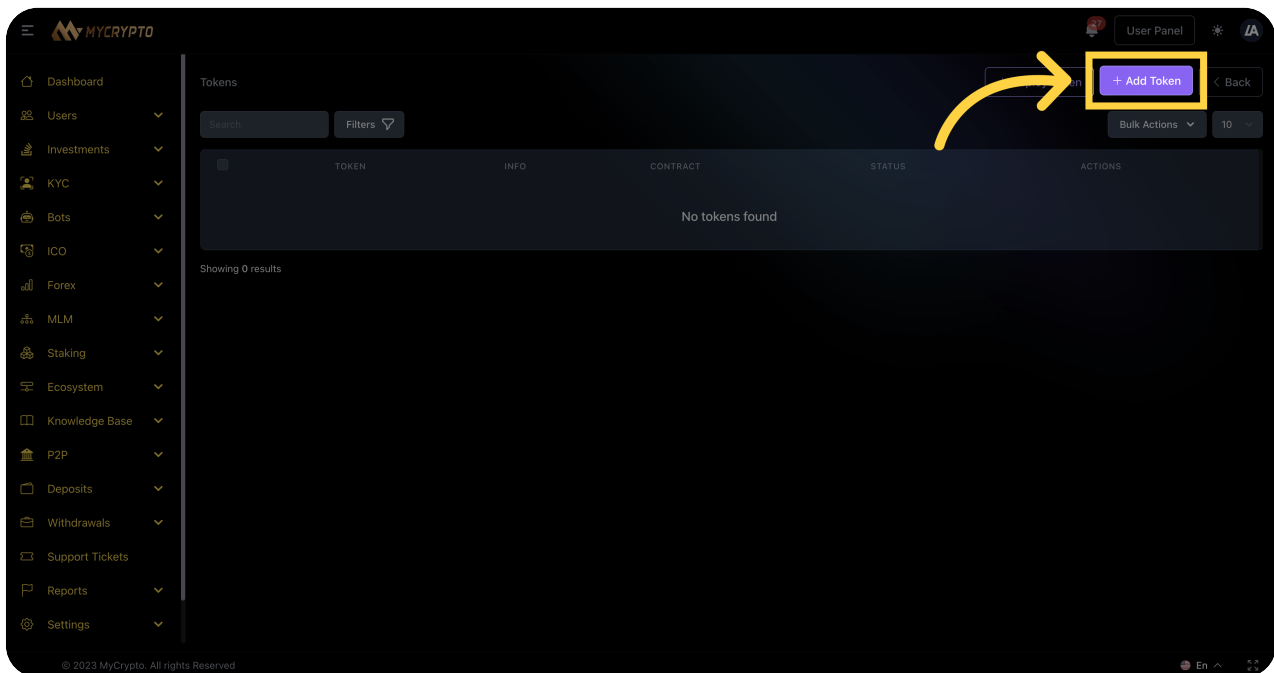 MYCRYPTO
27
User Panel
Dashboard
Users
Investments
KYC
Bots
ICO
Forex
MLM
Staking
Ecosystem
Knowledge Base
P2P
Deposits
Withdrawals
Support Tickets
Reports
Settings
Tokens
+ Add Token
Back
Search
Filters
Bulk Actions
10
TOKEN INFO CONTRACT STATUS ACTIONS
No tokens found
Showing 0 results
© 2023 MyCrypto. All rights Reserved
En